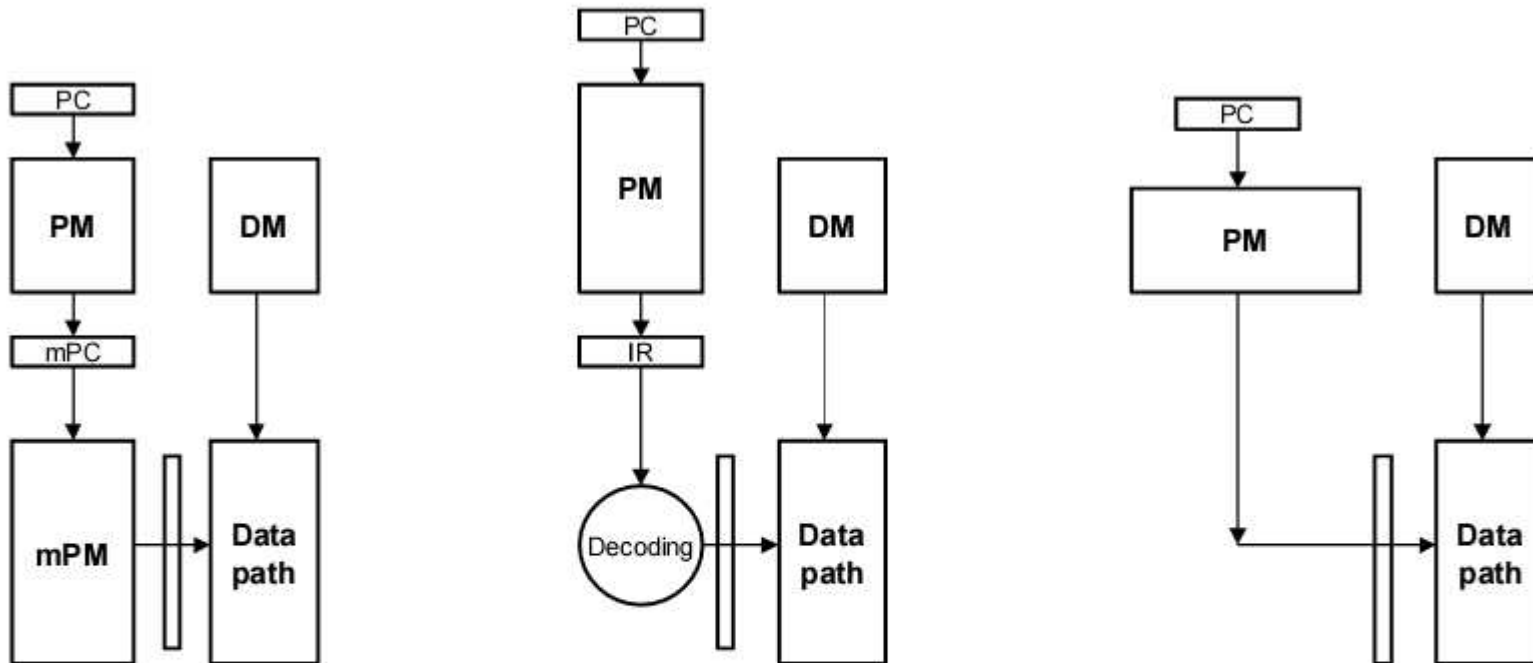 PC
PM
DM
mPC
mPM
Data
path
PC
PM
DM
IR
Decoding
Data
path
PC
PM
DM
Data
path